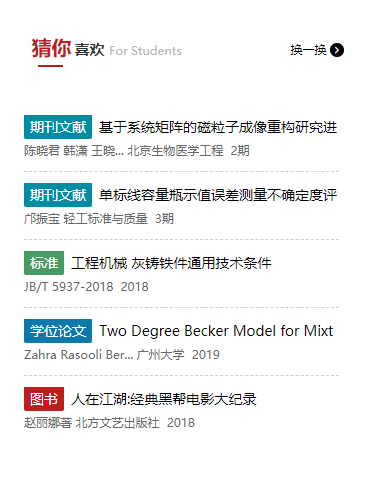 猜你喜欢 For Students 换一换
期刊文献 基于系统矩阵的磁粒子成像重构研究进
陈晓君 韩潇 王晓... 北京生物医学工程 2期
期刊文献 单标线容量瓶示值误差测量不确定度评
邝振宝 轻工标准与质量 3期
标准 工程机械 灰铸铁件通用技术条件
JB/T 5937-2018 2018
学位论文 Two Degree Becker Model for Mixt
Zahra Rasooli Ber... 广州大学 2019
图书 人在江湖:经典黑帮电影大纪录
赵丽娜著 北方文艺出版社 2018